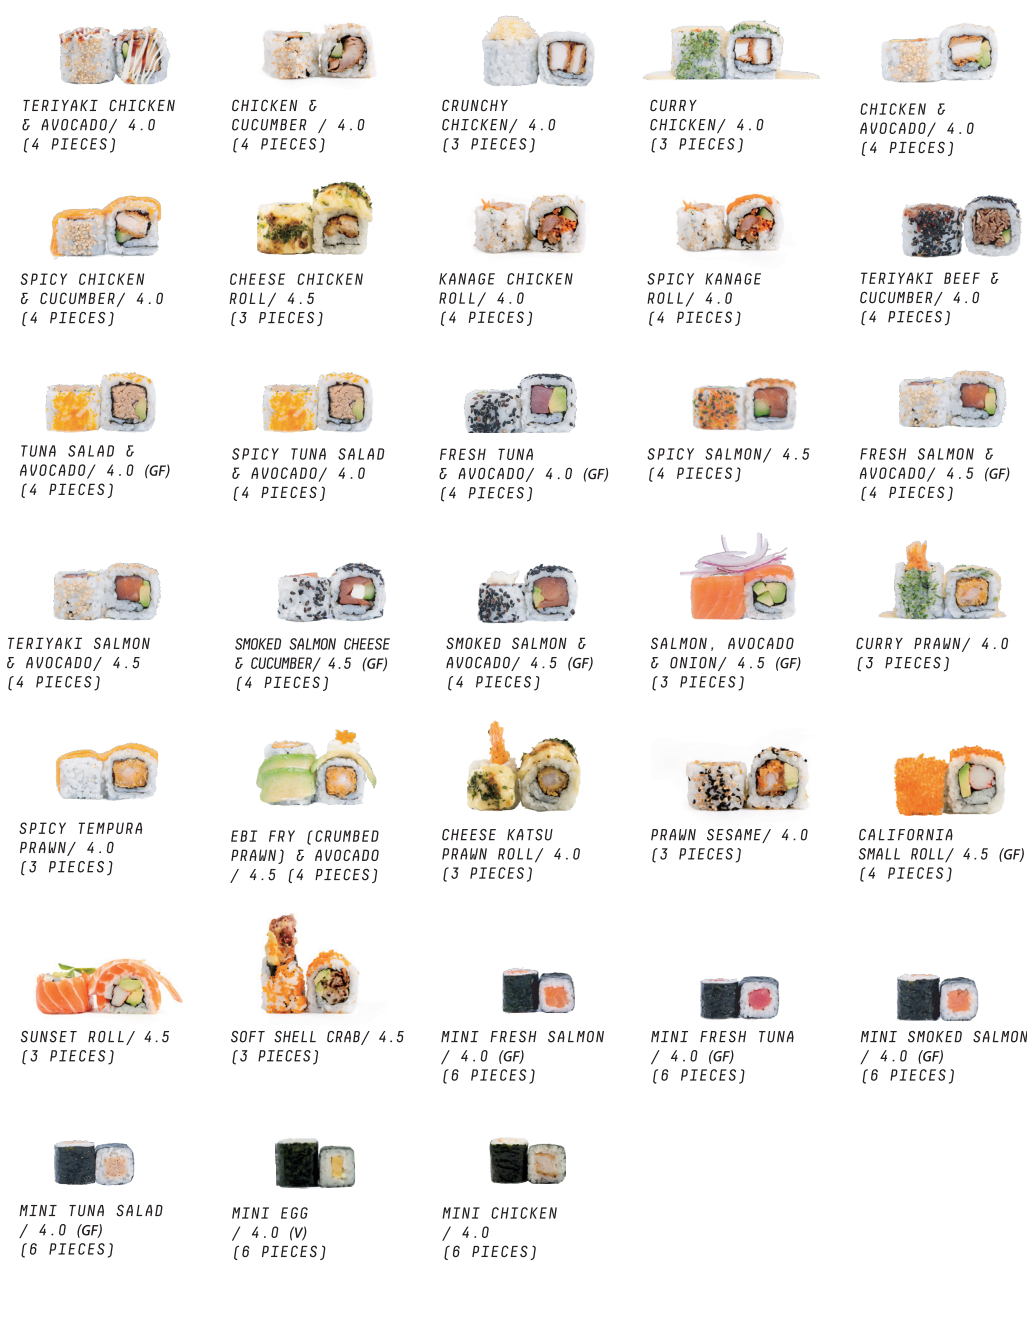 TERIYAKI CHICKEN
& AVOCADO/ 4.0
(4 PIECES)
CHICKEN &
CUCUMBER / 4.0
(4 PIECES)
CRUNCHY
CHICKEN/ 4.0
(3 PIECES)
CURRY
CHICKEN/ 4.0
(3 PIECES)
CHICKEN &
AVOCADO/ 4.0
(4 PIECES)
SPICY CHICKEN
& CUCUMBER/ 4.0
(4 PIECES)
CHEESE CHICKEN
ROLL/ 4.5
(3 PIECES)
KANAGE CHICKEN
ROLL/ 4.0
(4 PIECES)
SPICY KANAGE
ROLL/ 4.0
(4 PIECES)
TERIYAKI BEEF &
CUCUMBER/ 4.0
(4 PIECES)
TUNA SALAD &
AVOCADO/ 4.0 (GF)
(4 PIECES)
SPICY TUNA SALAD
& AVOCADO/ 4.0
(4 PIECES)
FRESH TUNA
& AVOCADO/ 4.0 (GF)
(4 PIECES)
SPICY SALMON/ 4.5
(4 PIECES)
FRESH SALMON &
AVOCADO/ 4.5 (GF)
(4 PIECES)
TERIYAKI SALMON
& AVOCADO/ 4.5
(4 PIECES)
SMOKED SALMON CHEESE
& CUCUMBER/ 4.5 (GF)
(4 PIECES)
SMOKED SALMON &
AVOCADO/ 4.5 (GF)
(4 PIECES)
SALMON, AVOCADO
& ONION/ 4.5 (GF)
(3 PIECES)
CURRY PRAWN/ 4.0
(3 PIECES)
SPICY TEMPURA
PRAWN/ 4.0
(3 PIECES)
EBI FRY (CRUMBED
PRAWN) & AVOCADO
/ 4.5 (4 PIECES)
CHEESE KATSU
PRAWN ROLL/ 4.0
(3 PIECES)
PRAWN SESAME/ 4.0
(3 PIECES)
CALIFORNIA
SMALL ROLL/ 4.5 (GF)
(4 PIECES)
SUNSET ROLL/ 4.5
(3 PIECES)
SOFT SHELL CRAB/ 4.5
(3 PIECES)
MINI FRESH SALMON
/ 4.0 (GF)
(6 PIECES)
MINI FRESH TUNA
/ 4.0 (GF)
(6 PIECES)
MINI SMOKED SALMON
/ 4.0 (GF)
(6 PIECES)
MINI TUNA SALAD
/ 4.0 (GF)
(6 PIECES)
MINI EGG
/ 4.0 (V)
(6 PIECES)
MINI CHICKEN
/ 4.0
(6 PIECES)